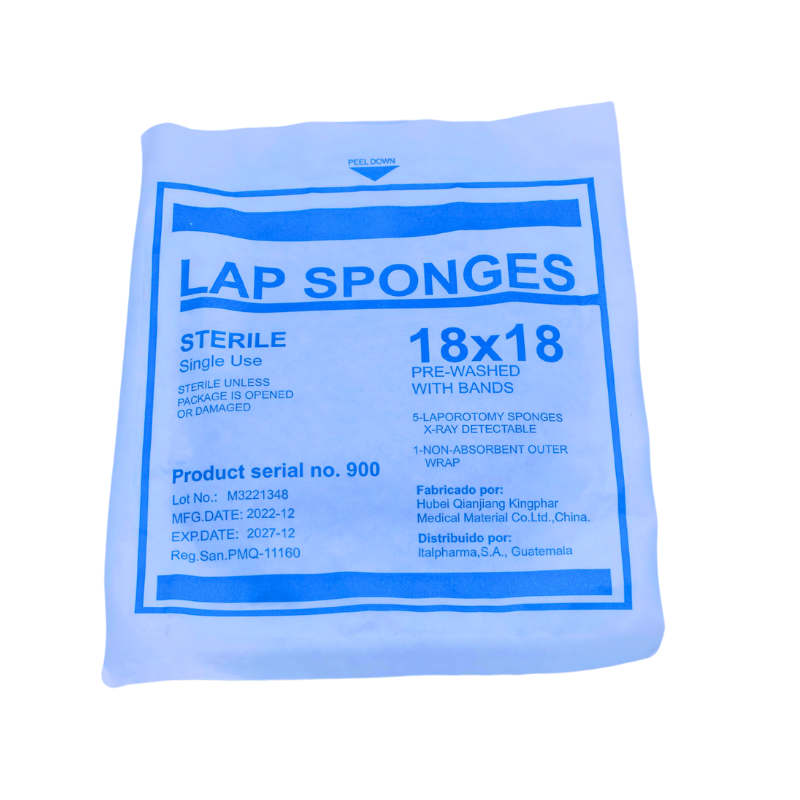 PEEL DOWN
LAP SPONGES
STERILE
Single Use
STERILE UNLESS
PACKAGE IS OPENED
OR DAMAGED
18x18
PRE-WASHED
WITH BANDS
5-LAPOROTOMY SPONGES
X-RAY DETECTABLE
1-NON-ABSORBENT OUTER
WRAP
Product serial no. 900
Lot No.: M3221348
MFG.DATE: 2022-12
EXP.DATE: 2027-12
Reg.San.PMQ-11160
Fabricado por:
Hubei Qianjiang Kingphar
Medical Material Co.Ltd.,China.
Distribuido por:
Italpharma,S.A., Guatemala